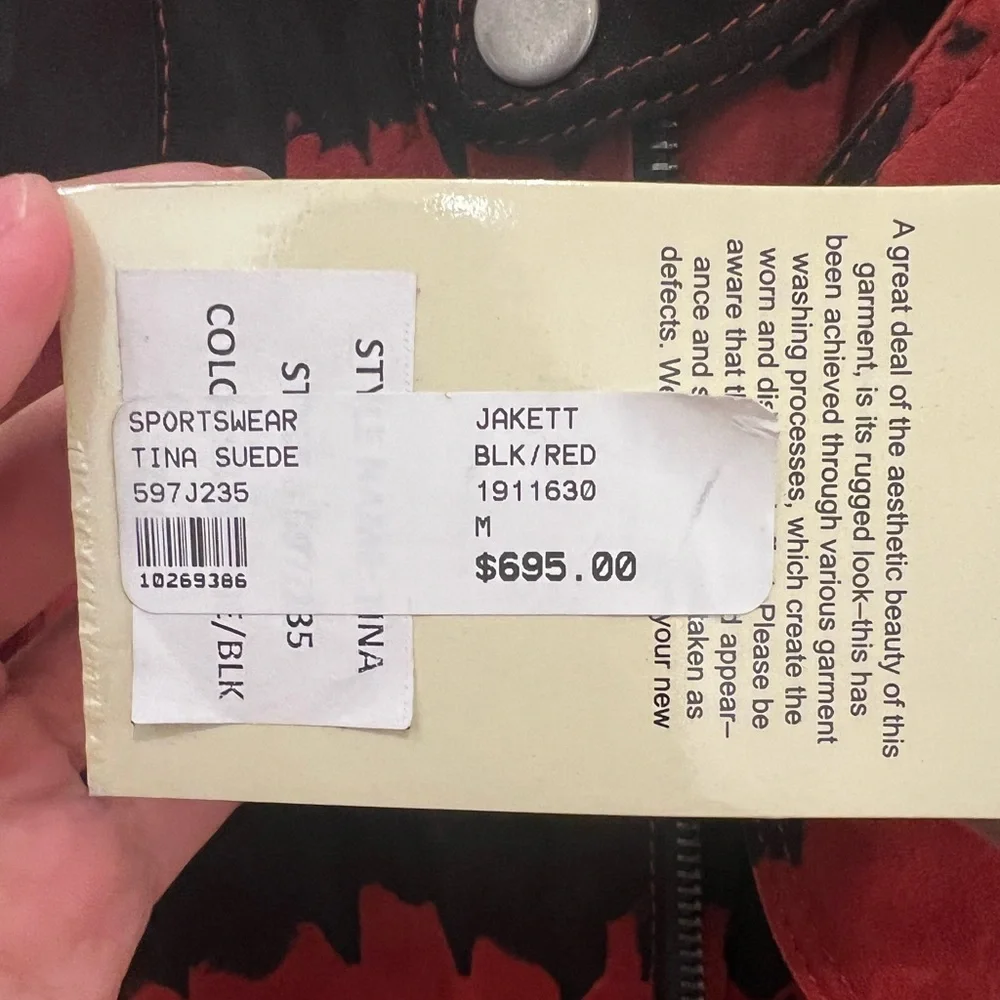 SPORTSWEAR
TINA SUEDE
597J235
10269386
JAKETT
BLK/RED
1911630
M
$695.00
A great deal of the aesthetic beauty of this
garment, is its rugged look–this has
been achieved through various garment
washing processes, which create the
worn and Please be
aware that appear–
ance and taken as
defects. your new
TINA
/BLK